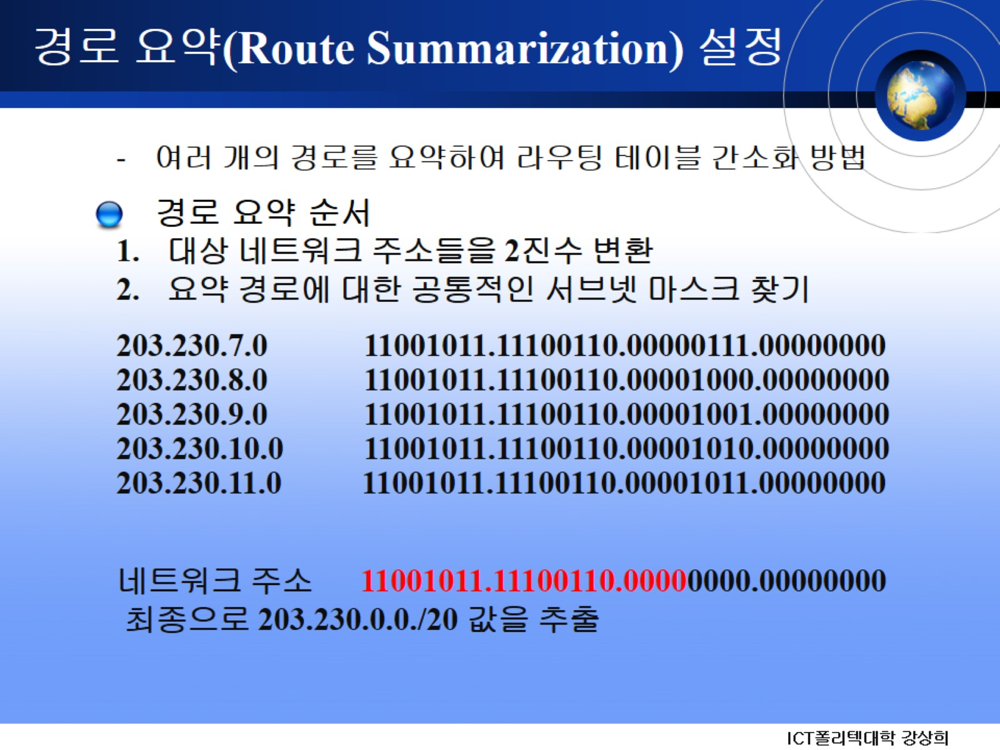 경로 요약(Route Summarization) 설정
- 여러 개의 경로를 요약하여 라우팅 테이블 간소화 방법
경로 요약 순서
1. 대상 네트워크 주소들을 2진수 변환
2. 요약 경로에 대한 공통적인 서브넷 마스크 찾기
203.230.7.0 11001011.11100110.00000111.00000000
203.230.8.0 11001011.11100110.00001000.00000000
203.230.9.0 11001011.11100110.00001001.00000000
203.230.10.0 11001011.11100110.00001010.00000000
203.230.11.0 11001011.11100110.00001011.00000000
네트워크 주소 11001011.11100110.00000000.00000000
최종으로 203.230.0.0./20 값을 추출
ICT폴리텍대학 강상희